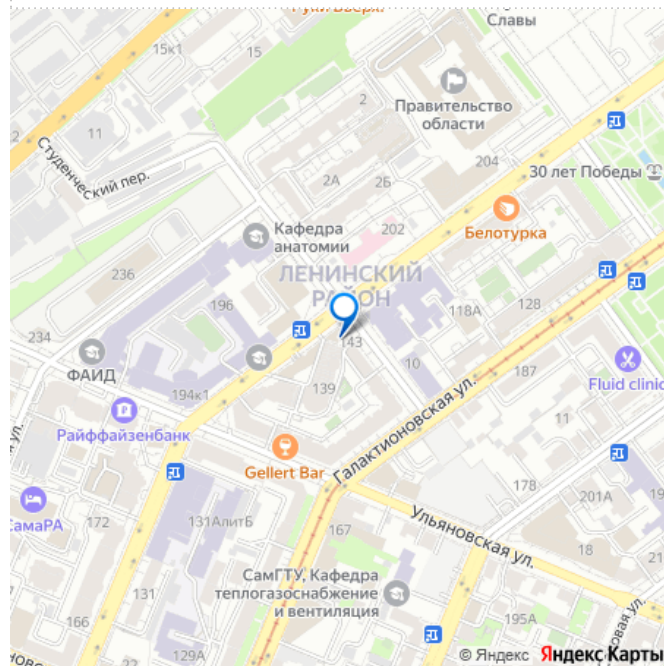 Славы
15к1
11
2
Правительство
области
Студенческий пер.
204
2А
2Б
30 лет Победы
Белотурка
Кафедра
анатомии
202
236
ЛЕНИНСКИЙ
РАЙОН
196
118А
128
234
143
10
187
ФАИД
139
Fluid clinic
194к1
11
Райффайзенбанк
Галактионовская ул.
Gellert Bar
178
201А
СамаРА
172
131АлитБ
167
Ульяновская ул.
18
СамГТУ, Кафедра
теплогазоснабжение
и вентиляция
131
166
195А
21
© Яндекс Яндекс Карты